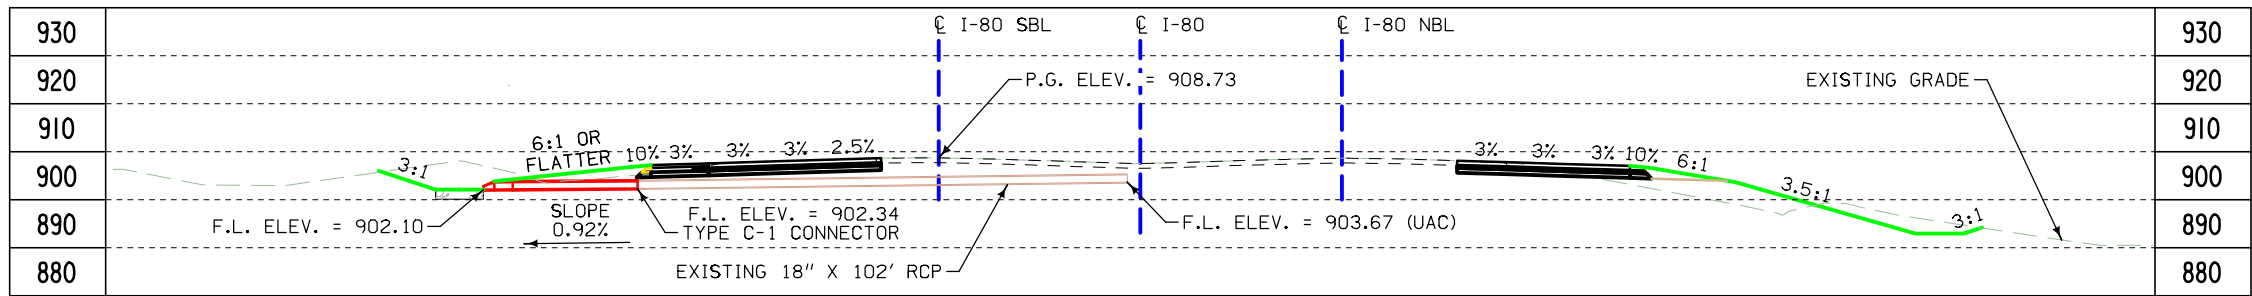 930
℄ I-80 SBL
℄ I-80
℄ I-80 NBL
930
920
P.G. ELEV. = 908.73
EXISTING GRADE
920
910
910
3:1
6:1 OR
FLATTER
10%
3%
3%
3%
2.5%
3%
3%
3%
10%
6:1
900
3.5:1
900
890
F.L. ELEV. = 902.10
SLOPE
0.92%
F.L. ELEV. = 902.34
TYPE C-1 CONNECTOR
F.L. ELEV. = 903.67 (UAC)
3:1
890
880
EXISTING 18" X 102' RCP
880